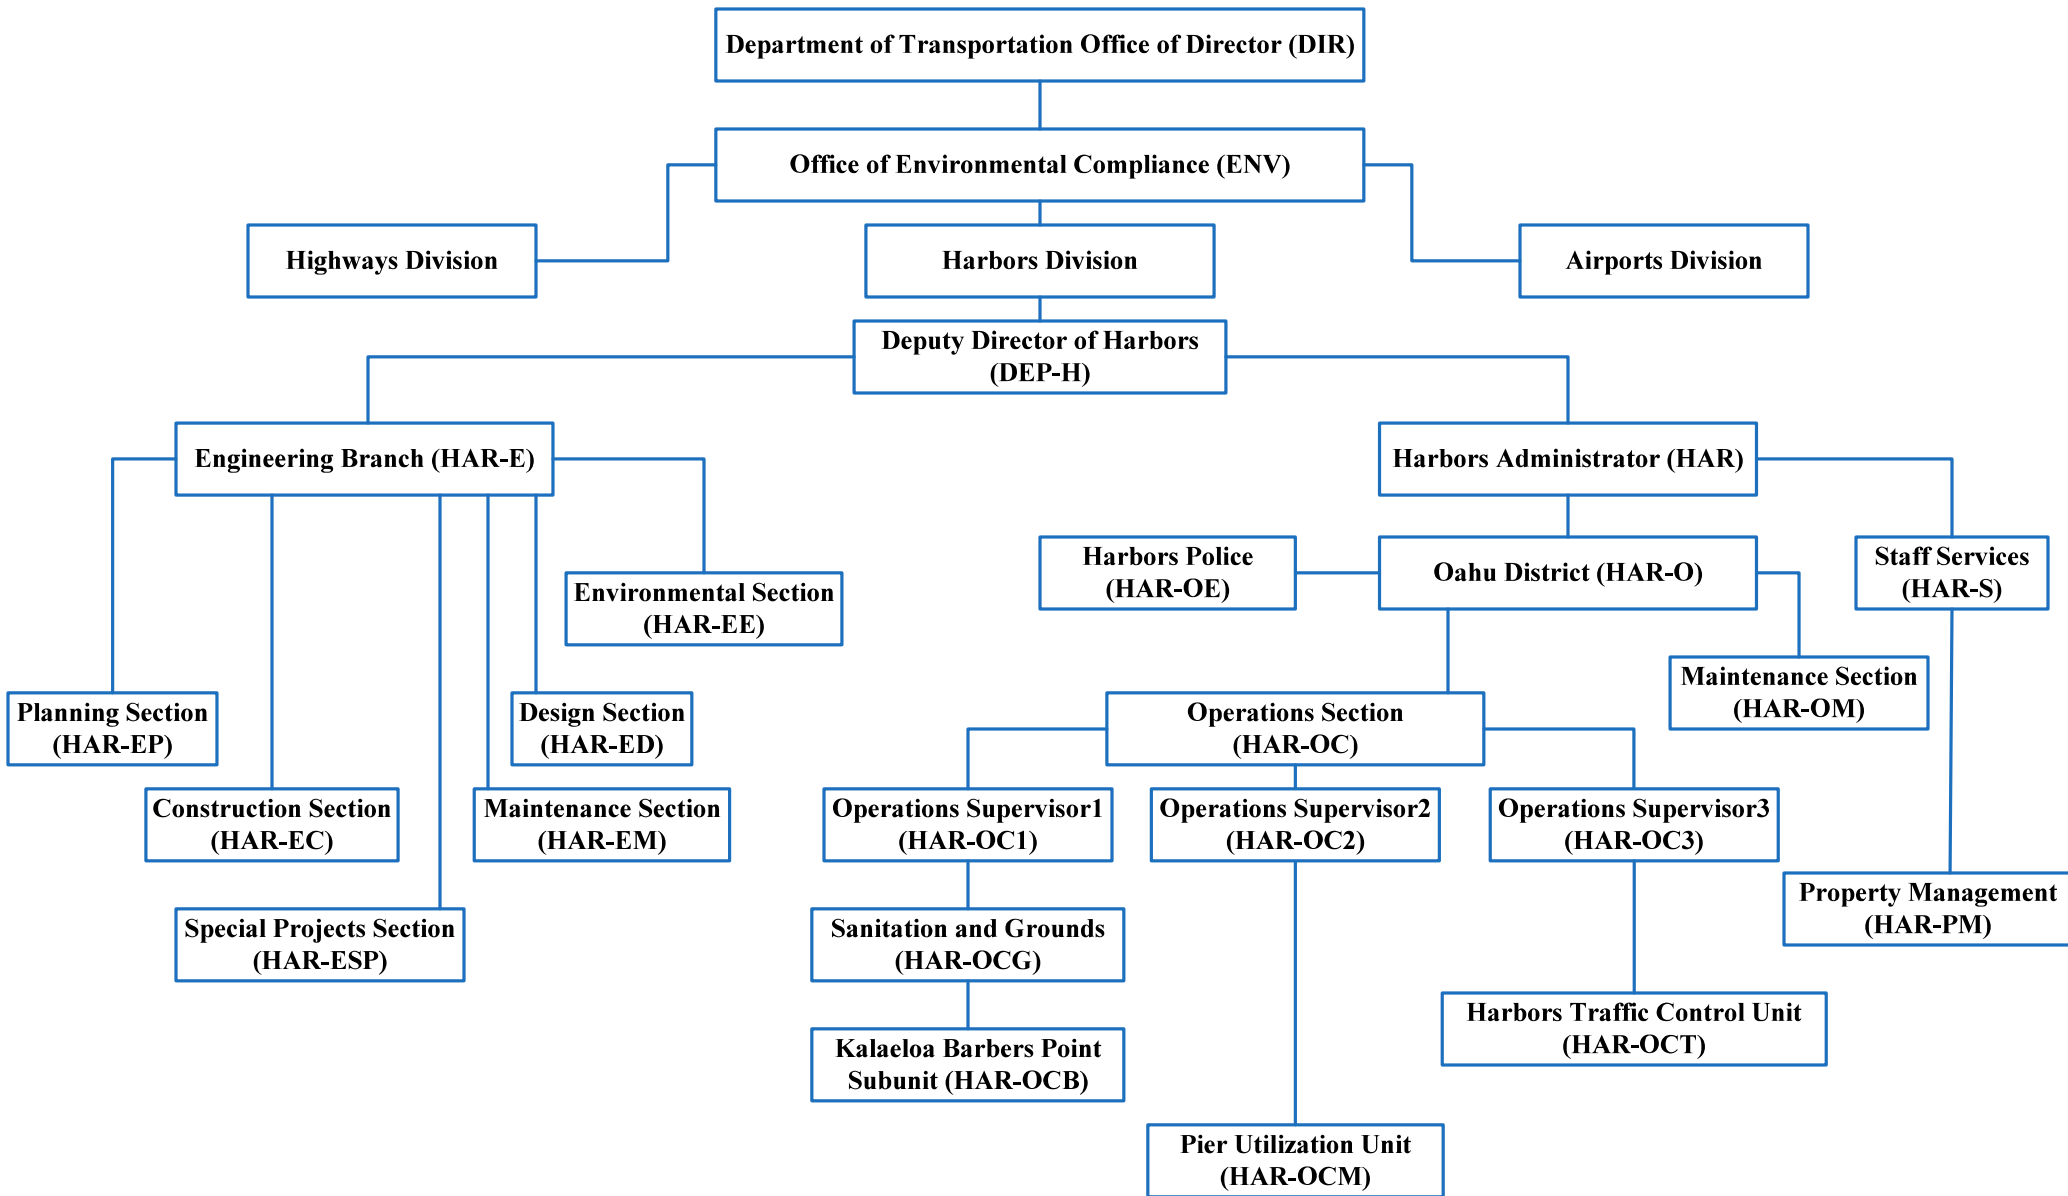 Department of Transportation Office of Director (DIR)
Office of Environmental Compliance (ENV)
Highways Division
Harbors Division
Airports Division
Deputy Director of Harbors
(DEP-H)
Engineering Branch (HAR-E)
Harbors Administrator (HAR)
Harbors Police
(HAR-OE)
Oahu District (HAR-O)
Staff Services
(HAR-S)
Environmental Section
(HAR-EE)
Maintenance Section
(HAR-OM)
Planning Section
(HAR-EP)
Design Section
(HAR-ED)
Operations Section
(HAR-OC)
Construction Section
(HAR-EC)
Maintenance Section
(HAR-EM)
Operations Supervisor1
(HAR-OC1)
Operations Supervisor2
(HAR-OC2)
Operations Supervisor3
(HAR-OC3)
Property Management
(HAR-PM)
Special Projects Section
(HAR-ESP)
Sanitation and Grounds
(HAR-OCG)
Harbors Traffic Control Unit
(HAR-OCT)
Kalaeloa Barbers Point
Subunit (HAR-OCB)
Pier Utilization Unit
(HAR-OCM)